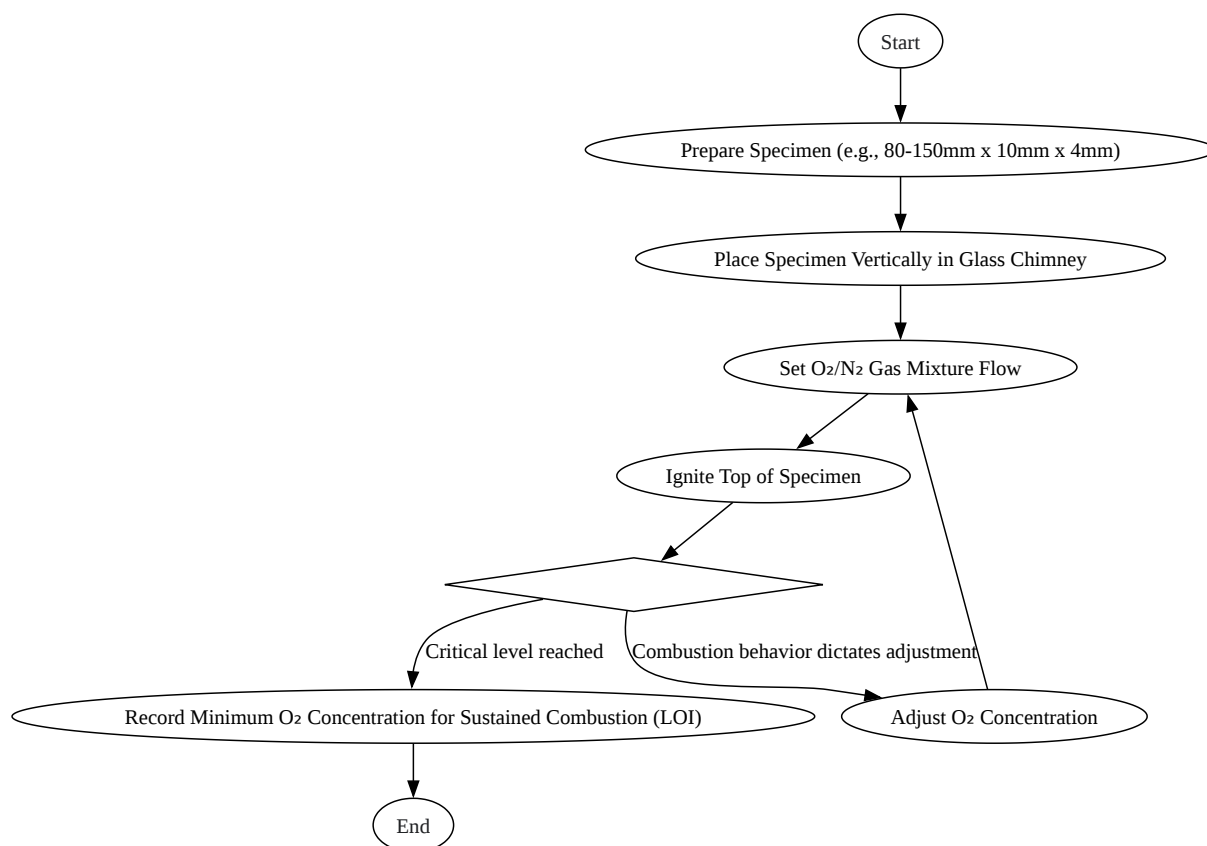 Start
Prepare Specimen (e.g., 80-150mm x 10mm x 4mm)
Place Specimen Vertically in Glass Chimney
Set O₂/N₂ Gas Mixture Flow
Ignite Top of Specimen
Critical level reached
Combustion behavior dictates adjustment
Record Minimum O₂ Concentration for Sustained Combustion (LOI)
Adjust O₂ Concentration
End